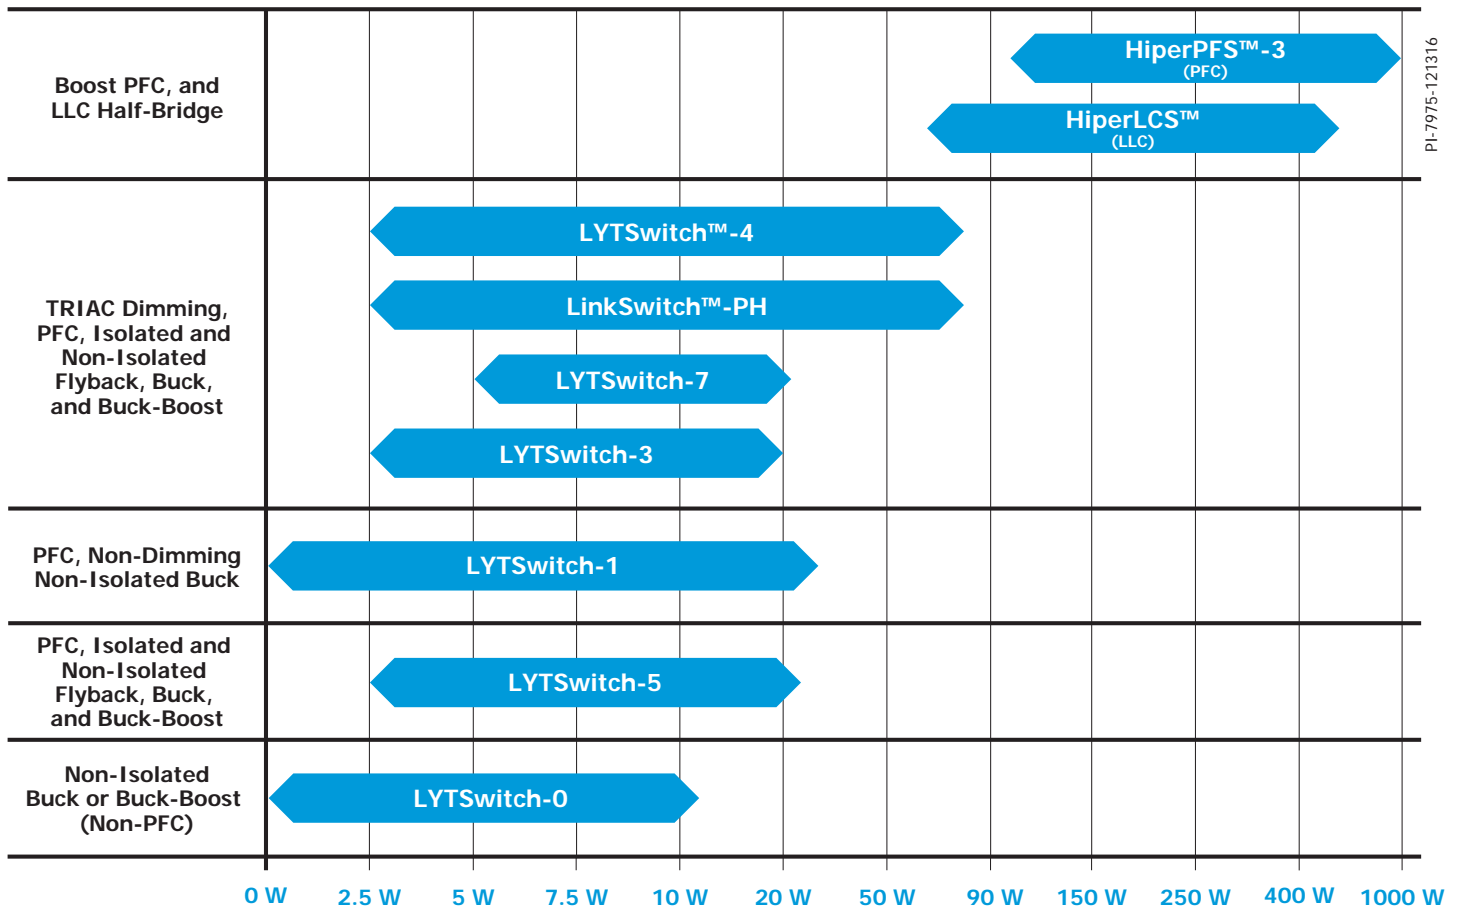 Boost PFC, and
LLC Half-Bridge
HiperPFS™-3
(PFC)
HiperLCS™
(LLC)
PI-7975-121316
TRIAC Dimming,
PFC, Isolated and
Non-Isolated
Flyback, Buck,
and Buck-Boost
LYTSwitch™-4
LinkSwitch™-PH
LYTSwitch-7
LYTSwitch-3
PFC, Non-Dimming
Non-Isolated Buck
LYTSwitch-1
PFC, Isolated and
Non-Isolated
Flyback, Buck,
and Buck-Boost
LYTSwitch-5
Non-Isolated
Buck or Buck-Boost
(Non-PFC)
LYTSwitch-0
0 W 2.5 W 5 W 7.5 W 10 W 20 W 50 W 90 W 150 W 250 W 400 W 1000 W